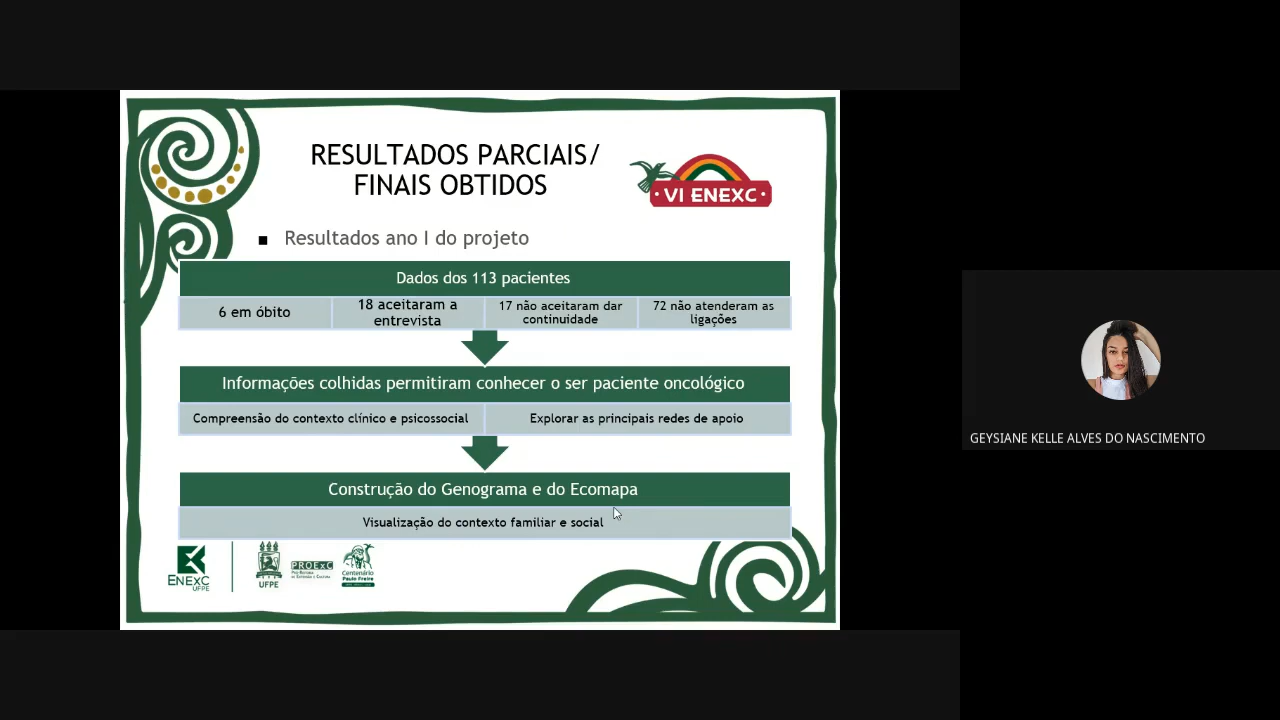 RESULTADOS PARCIAIS/
FINAIS OBTIDOS
· VI ENEXC ·
▪ Resultados ano I do projeto
Dados dos 113 pacientes
6 em óbito
18 aceitaram a
entrevista
17 não aceitaram dar
continuidade
72 não atenderam as
ligações
Informações colhidas permitiram conhecer o ser paciente oncológico
Compreensão do contexto clínico e psicossocial
Explorar as principais redes de apoio
Construção do Genograma e do Ecomapa
Visualização do contexto familiar e social
ENEXC
UFPE
UFPE
PROExC
Centenário
Paulo Freire
GEYSIANE KELLE ALVES DO NASCIMENTO